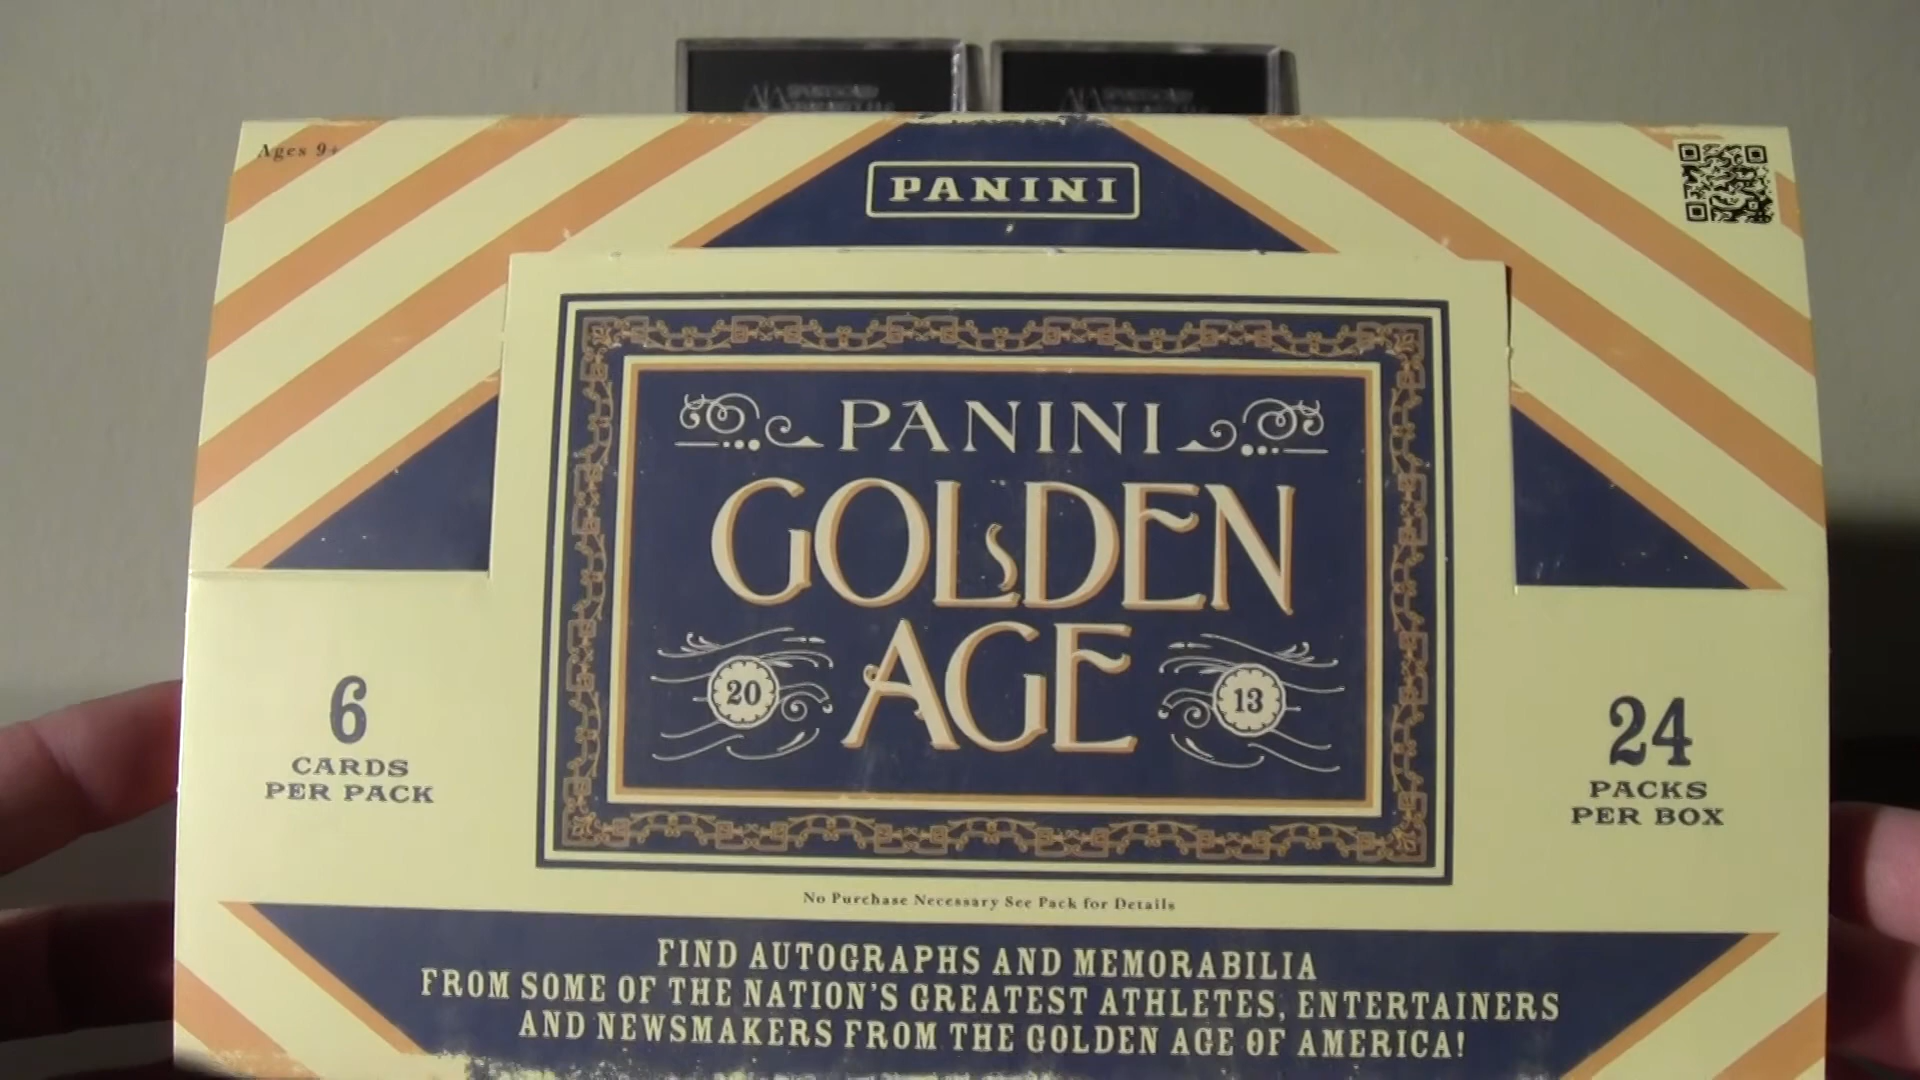 Ages 9+
PANINI
PANINI
GOLDEN
AGE
20
13
6
CARDS
PER PACK
24
PACKS
PER BOX
No Purchase Necessary See Pack for Details
FIND AUTOGRAPHS AND MEMORABILIA
FROM SOME OF THE NATION'S GREATEST ATHLETES, ENTERTAINERS
AND NEWSMAKERS FROM THE GOLDEN AGE OF AMERICA!